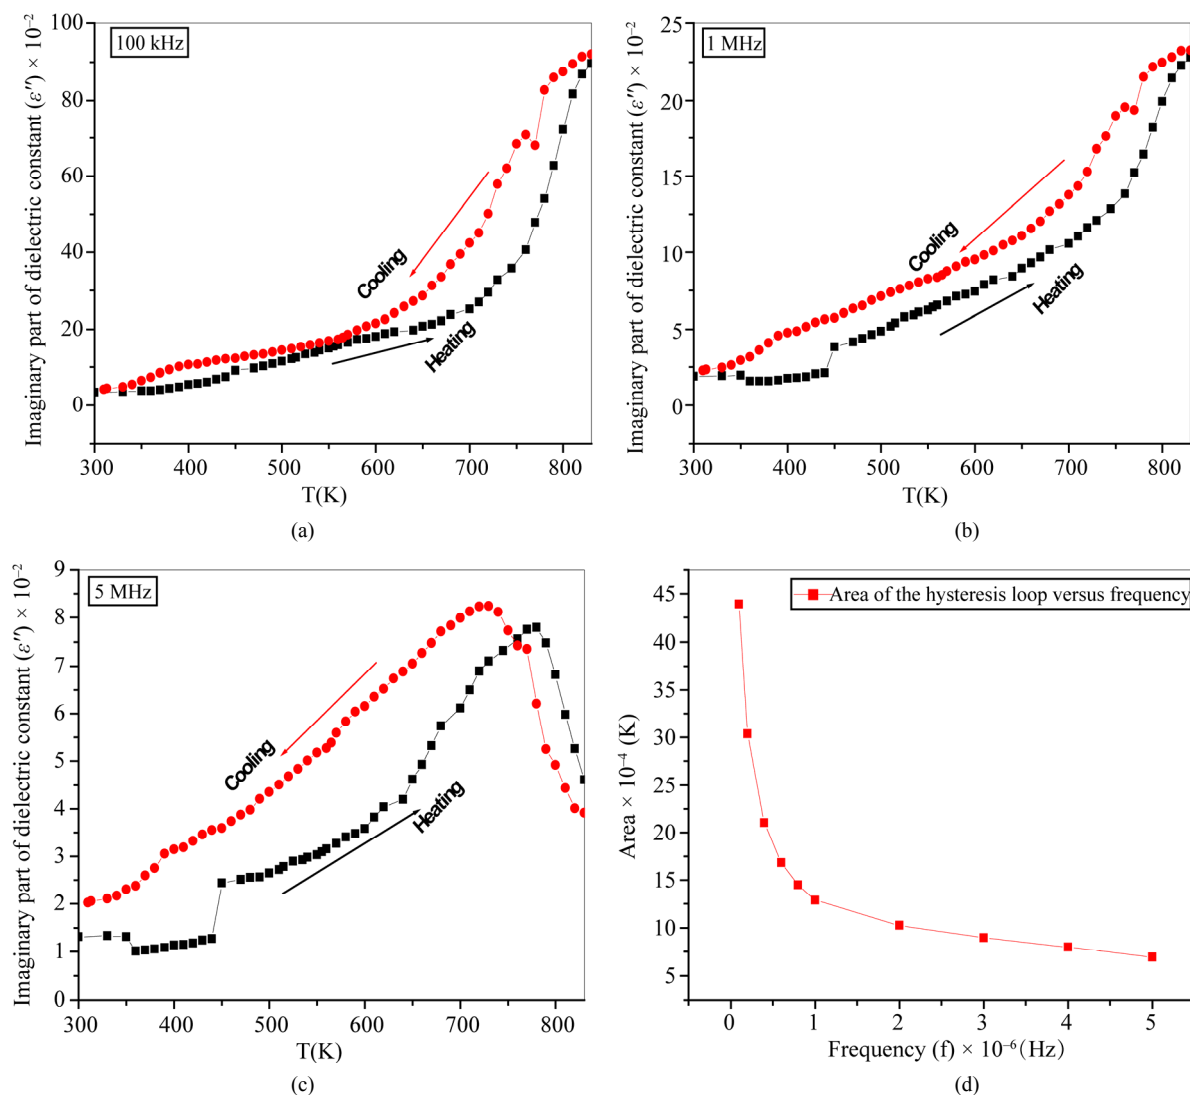 100 kHz
Imaginary part of dielectric constant (ε″) × 10⁻²
100
80
60
40
20
0
Cooling
Heating
300 400 500 600 700 800
T(K)
(a)
1 MHz
Imaginary part of dielectric constant (ε″) × 10⁻²
25
20
15
10
5
0
Cooling
Heating
300 400 500 600 700 800
T(K)
(b)
5 MHz
Imaginary part of dielectric constant (ε″) × 10⁻²
9
8
7
6
5
4
3
2
1
0
Cooling
Heating
300 400 500 600 700 800
T(K)
(c)
Area of the hysteresis loop versus frequency
Area × 10⁻⁴ (K)
45
40
35
30
25
20
15
10
5
0 1 2 3 4 5
Frequency (f) × 10⁻⁶(Hz)
(d)